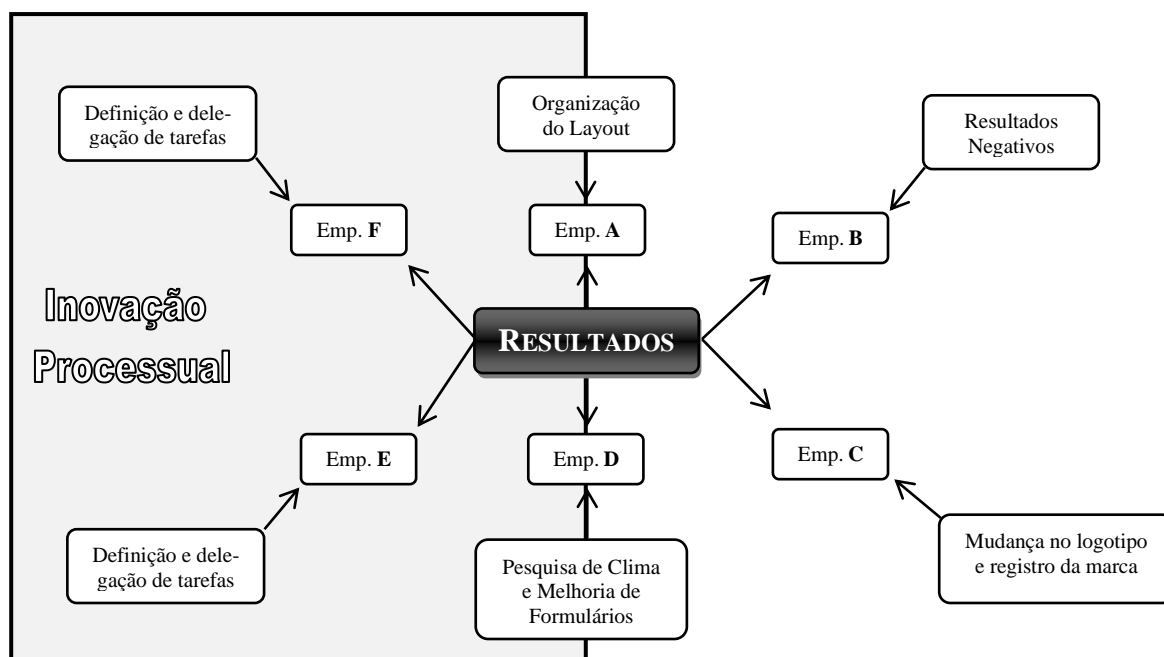 Organização
do Layout
Definição e dele-
gação de tarefas
Resultados
Negativos
Emp. F
Emp. A
Emp. B
Inovação
Processual
RESULTADOS
Emp. E
Emp. D
Emp. C
Definição e dele-
gação de tarefas
Pesquisa de Clima
e Melhoria de
Formulários
Mudança no logotipo
e registro da marca